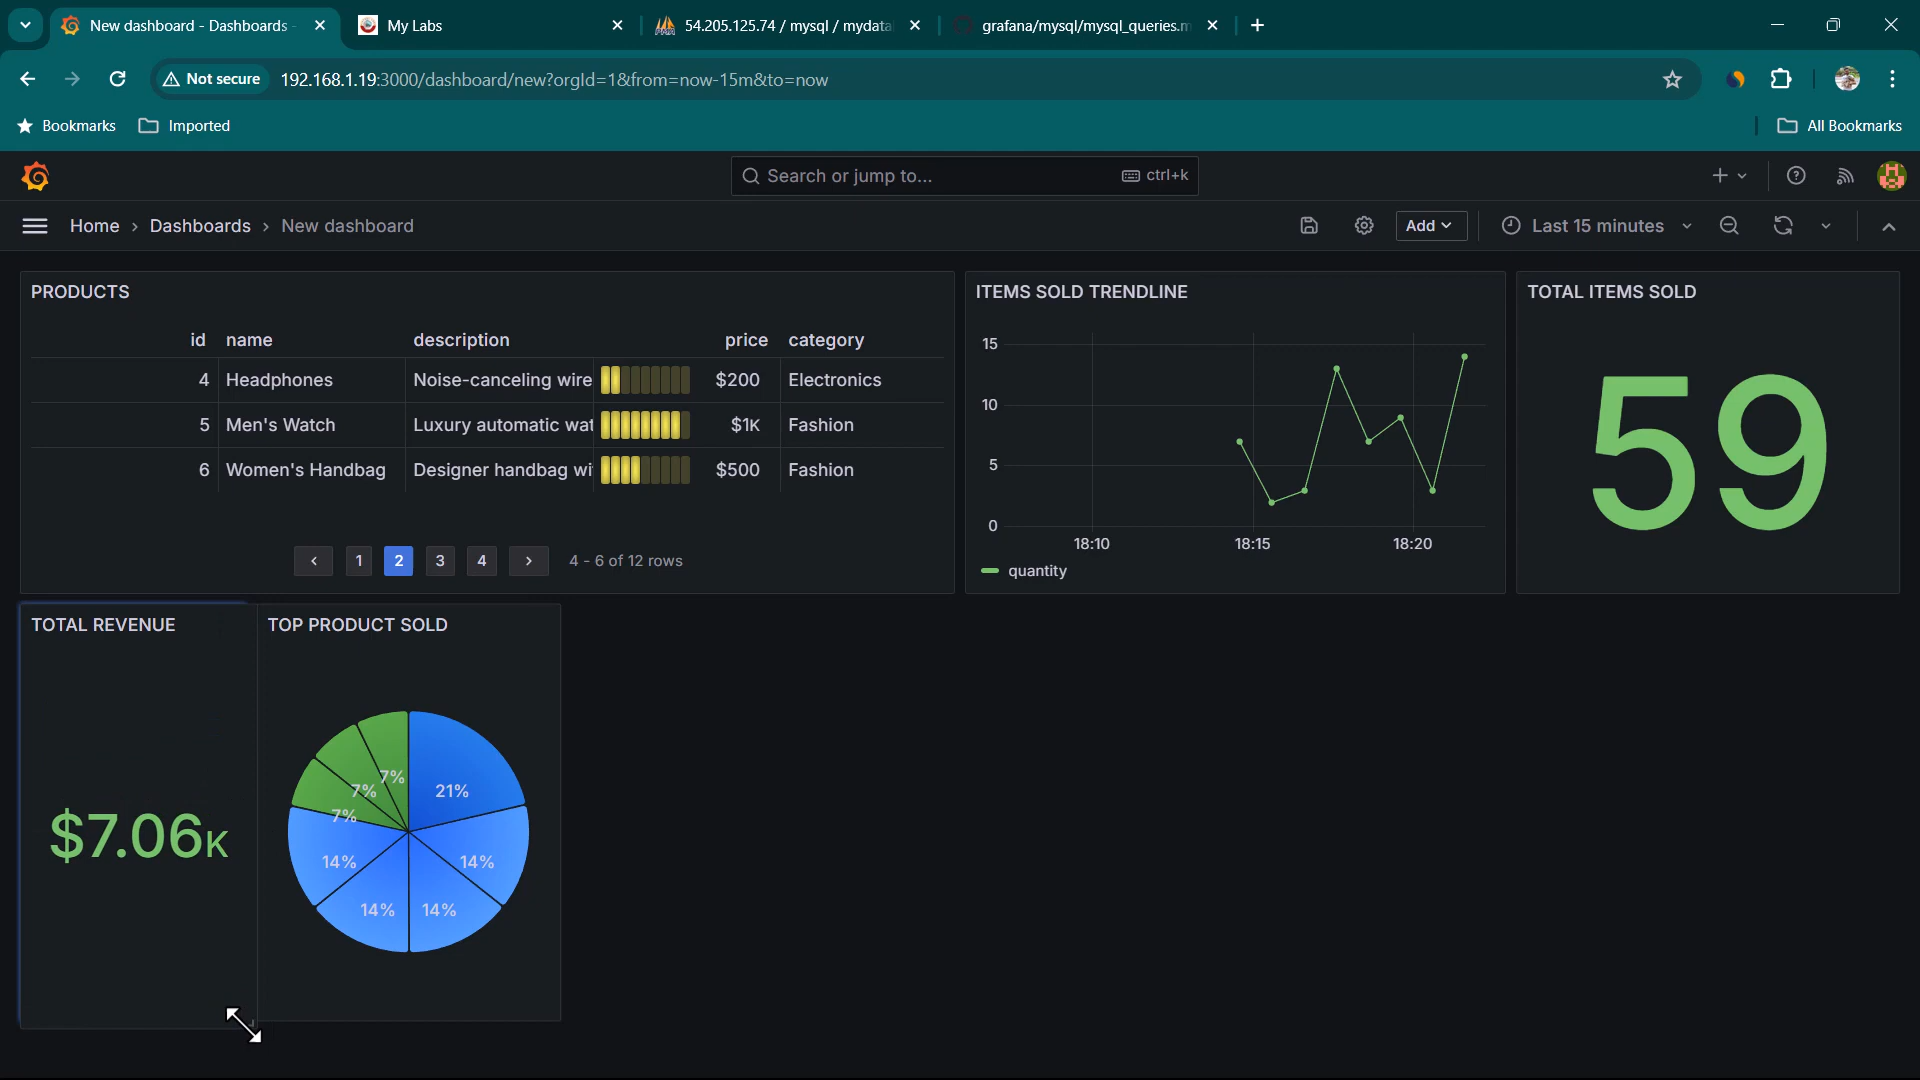 New dashboard - Dashboards -
My Labs
54.205.125.74 / mysql / mydata
grafana/mysql/mysql_queries.m
Not secure
192.168.1.19:3000/dashboard/new?orgId=1&from=now-15m&to=now
Bookmarks
Imported
All Bookmarks
Search or jump to...
ctrl+k
Home › Dashboards › New dashboard
Add
Last 15 minutes
PRODUCTS
id name description price category
4 Headphones Noise-canceling wire $200 Electronics
5 Men's Watch Luxury automatic wat $1K Fashion
6 Women's Handbag Designer handbag wi $500 Fashion
‹ 1 2 3 4 › 4 - 6 of 12 rows
ITEMS SOLD TRENDLINE
15
10
5
0
18:10 18:15 18:20
quantity
TOTAL ITEMS SOLD
59
TOTAL REVENUE
$7.06K
TOP PRODUCT SOLD
7%
7%
21%
7%
14%
14%
14%
14%